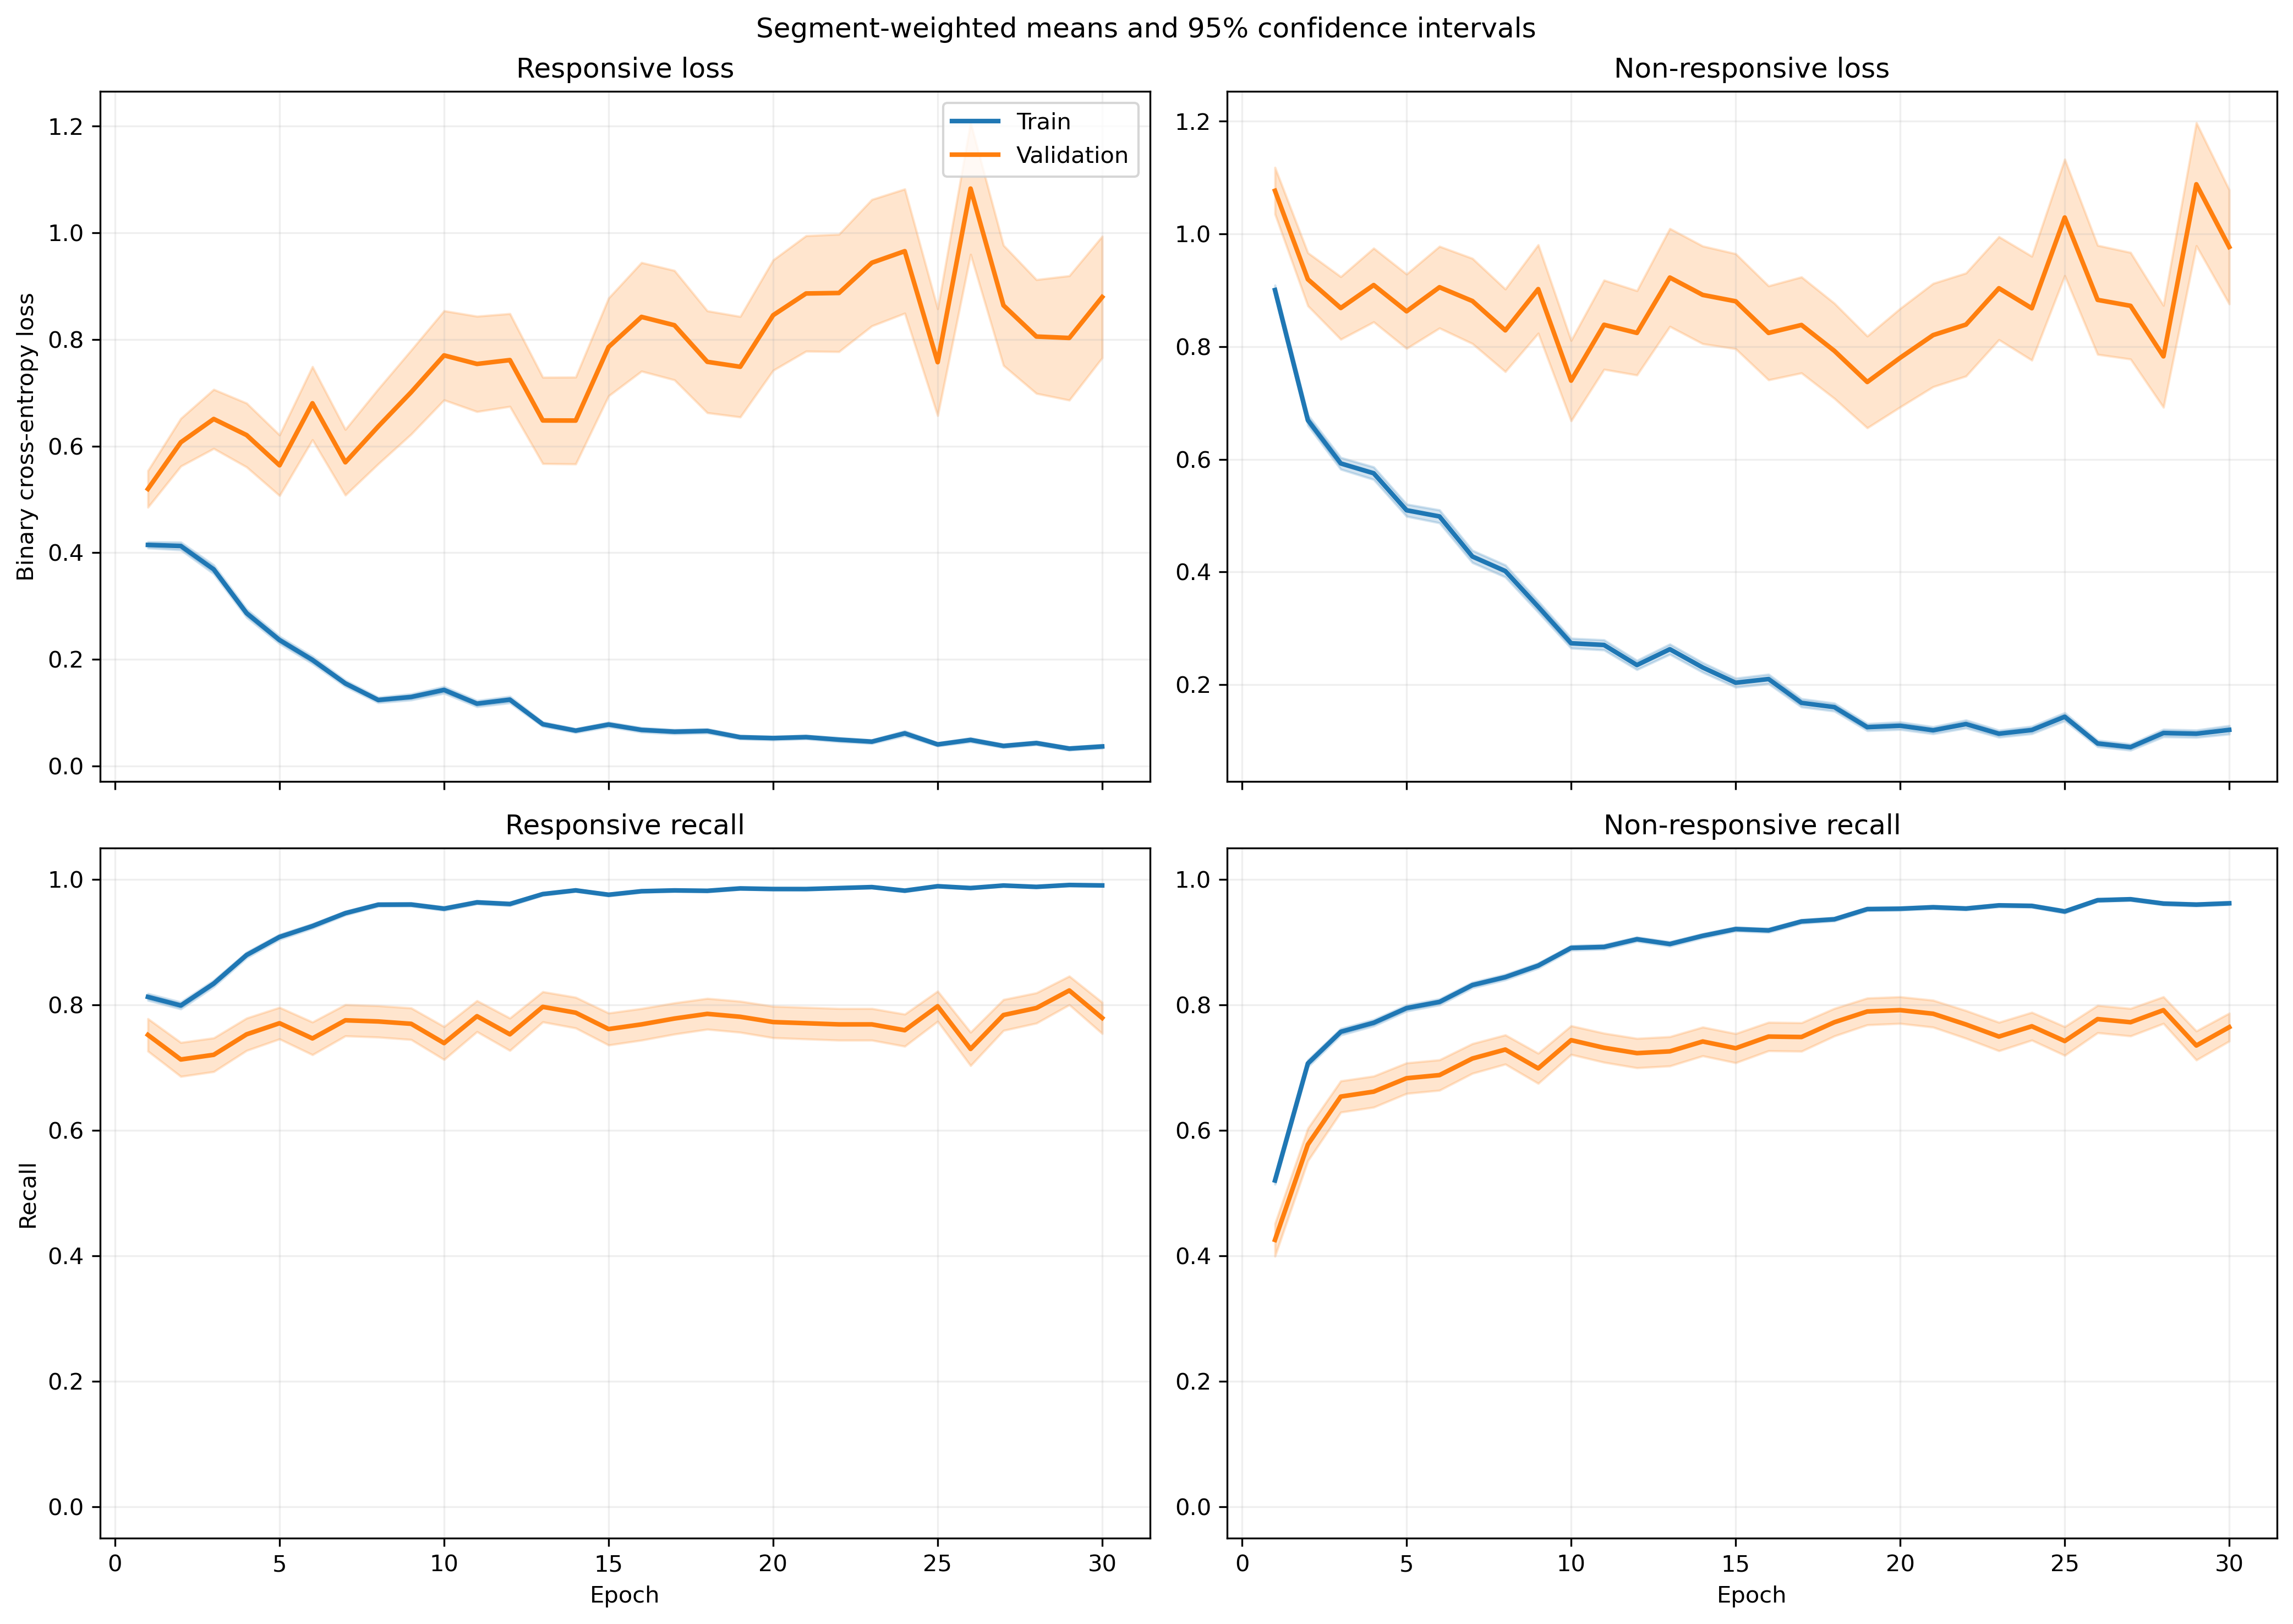 Segment-weighted means and 95% confidence intervals
Responsive loss
Non-responsive loss
Train
Validation
Binary cross-entropy loss
1.2
1.0
0.8
0.6
0.4
0.2
0.0
1.2
1.0
0.8
0.6
0.4
0.2
Responsive recall
Non-responsive recall
Recall
1.0
0.8
0.6
0.4
0.2
0.0
0 5 10 15 20 25 30
Epoch
1.0
0.8
0.6
0.4
0.2
0.0
0 5 10 15 20 25 30
Epoch